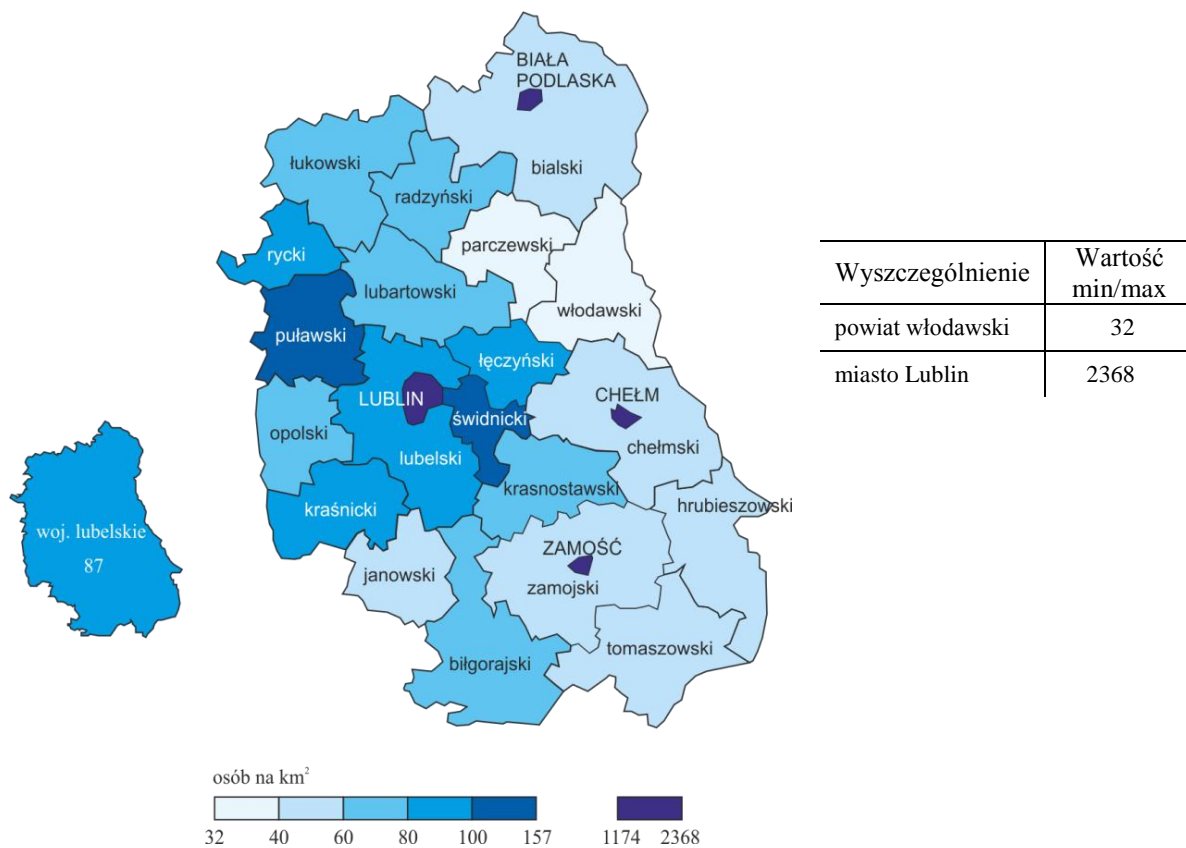 BIAŁA
PODLASKA
łukowski
bialski
radzyński
parczewski
rycki
lubartowski
włodawski
puławski
łęczyński
LUBLIN
CHEŁM
świdnicki
opolski
chełmski
lubelski
krasnostawski
hrubieszowski
kraśnicki
ZAMOŚĆ
janowski
zamojski
tomaszowski
biłgorajski
woj. lubelskie
87
Wyszczególnienie Wartość
min/max
powiat włodawski 32
miasto Lublin 2368
osób na km²
32 40 60 80 100 157 1174 2368